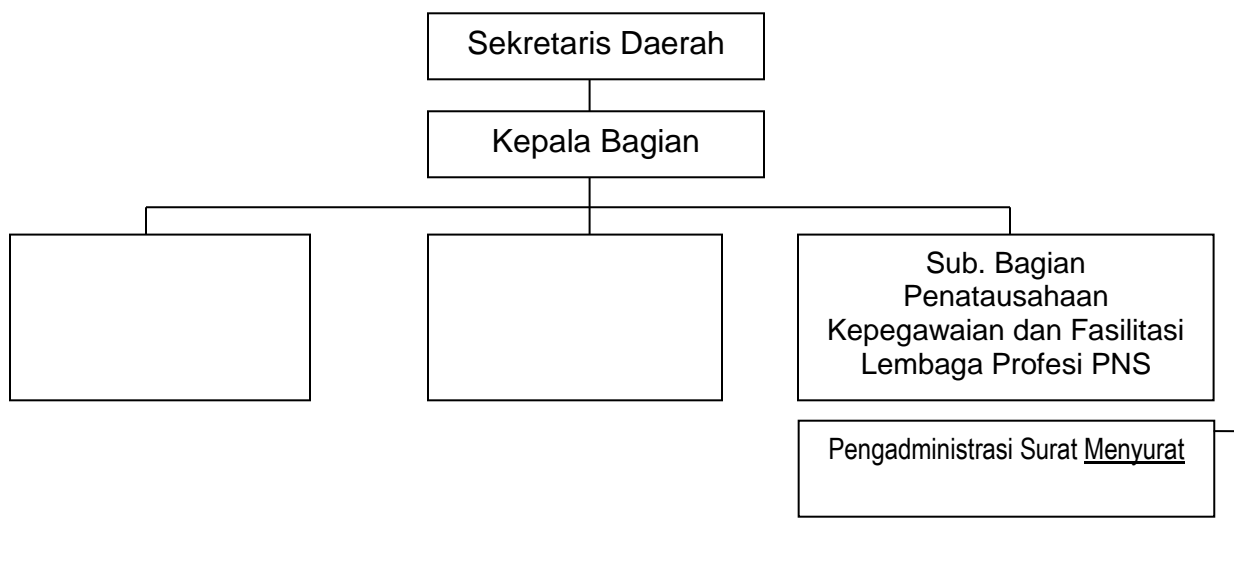 Sekretaris Daerah
Kepala Bagian
Sub. Bagian
Penatausahaan
Kepegawaian dan Fasilitasi
Lembaga Profesi PNS
Pengadministrasi Surat Menyurat